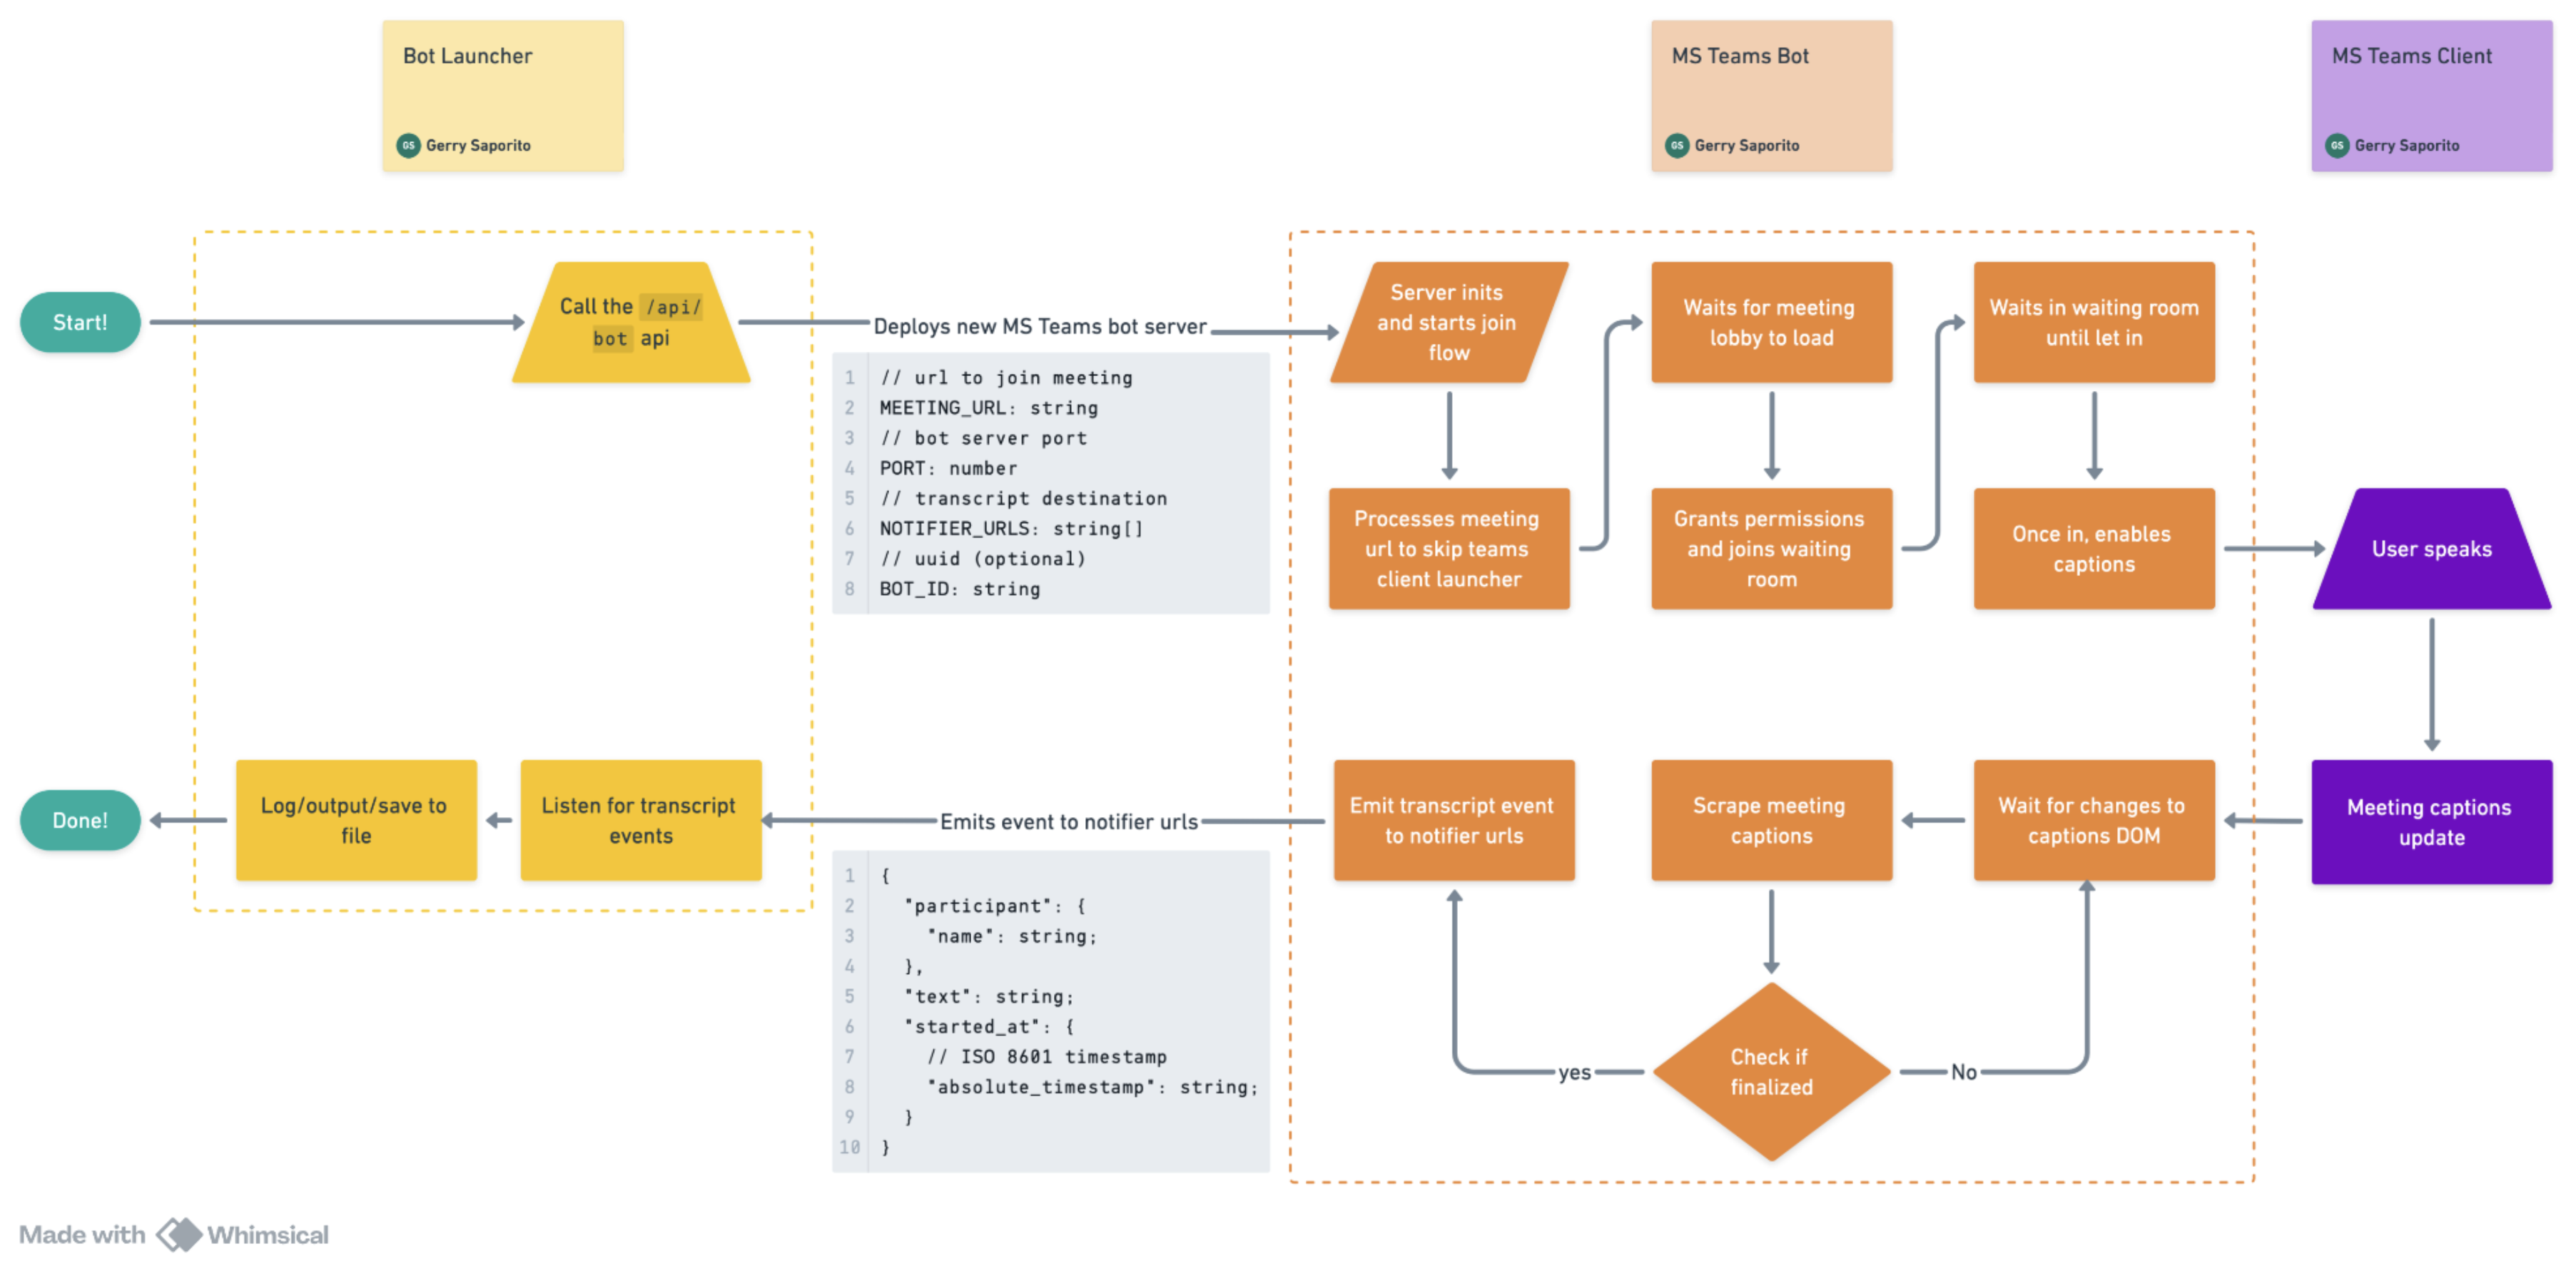 Bot Launcher
GS Gerry Saporito
MS Teams Bot
GS Gerry Saporito
MS Teams Client
GS Gerry Saporito
Start!
Call the /api/
bot api
Deploys new MS Teams bot server
1 // url to join meeting
2 MEETING_URL: string
3 // bot server port
4 PORT: number
5 // transcript destination
6 NOTIFIER_URLS: string[]
7 // uuid (optional)
8 BOT_ID: string
Server inits
and starts join
flow
Processes meeting
url to skip teams
client launcher
Waits for meeting
lobby to load
Grants permissions
and joins waiting
room
Waits in waiting room
until let in
Once in, enables
captions
User speaks
Meeting captions
update
Wait for changes to
captions DOM
Scrape meeting
captions
Check if
finalized
No
yes
Emit transcript event
to notifier urls
Emits event to notifier urls
1 {
2 "participant": {
3 "name": string;
4 },
5 "text": string;
6 "started_at": {
7 // ISO 8601 timestamp
8 "absolute_timestamp": string;
9 }
10 }
Listen for transcript
events
Log/output/save to
file
Done!
Made with Whimsical